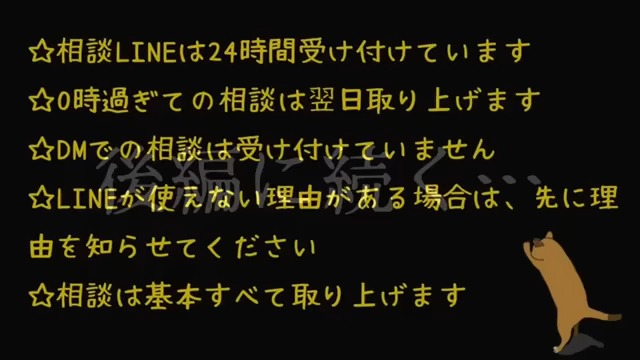 ☆相談LINEは24時間受け付けています
☆0時過ぎての相談は翌日取り上げます
☆DMでの相談は受け付けていません
後編に続く…
☆LINEが使えない理由がある場合は、先に理
由を知らせてください
☆相談は基本すべて取り上げます